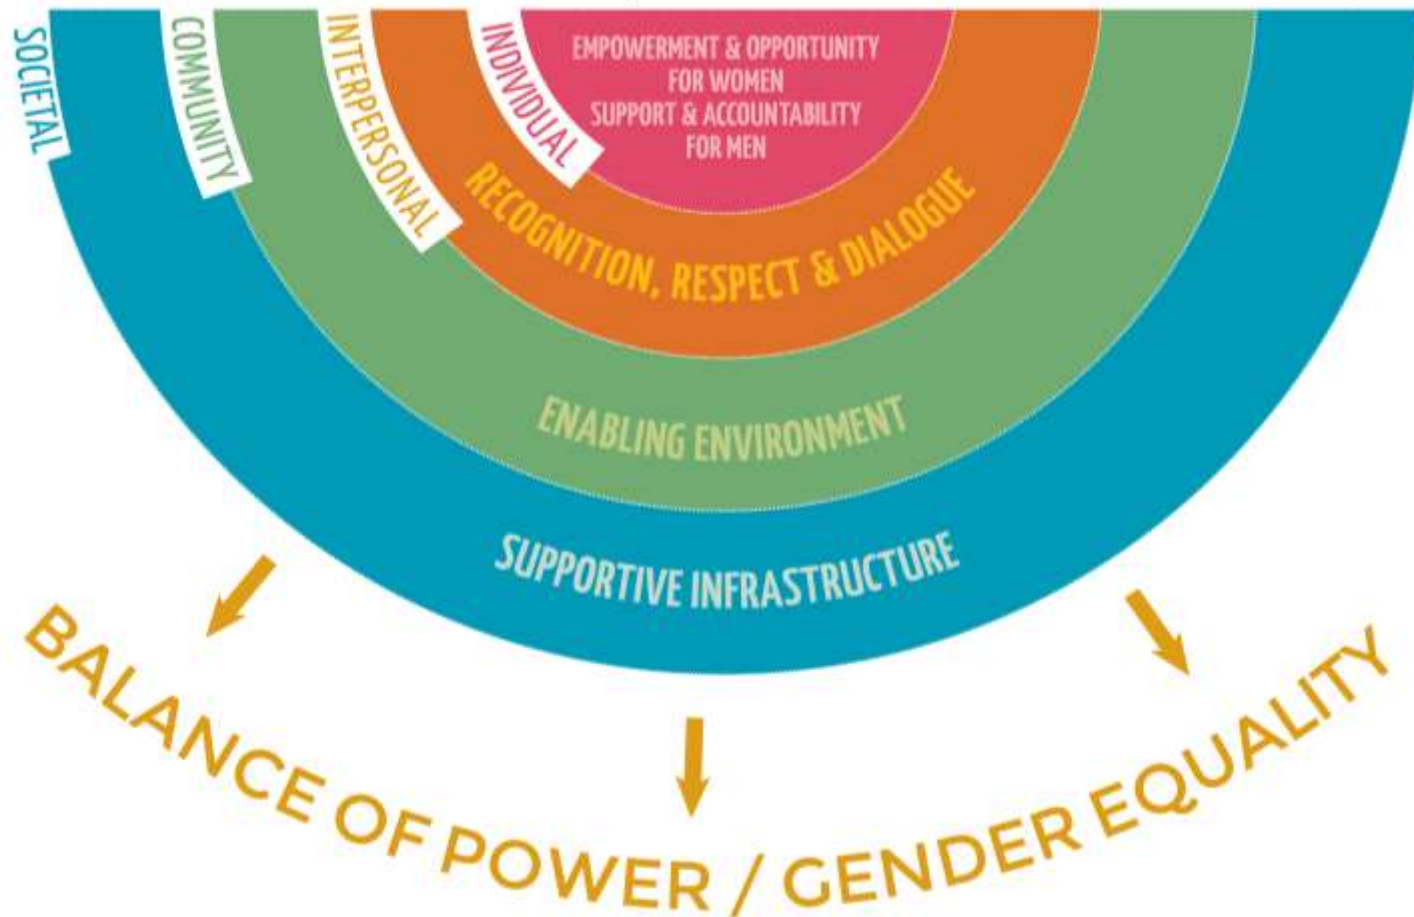 SOCIETAL
COMMUNITY
INTERPERSONAL
INDIVIDUAL
EMPOWERMENT & OPPORTUNITY
FOR WOMEN
SUPPORT & ACCOUNTABILITY
FOR MEN
RECOGNITION, RESPECT & DIALOGUE
ENABLING ENVIRONMENT
SUPPORTIVE INFRASTRUCTURE
BALANCE OF POWER / GENDER EQUALITY